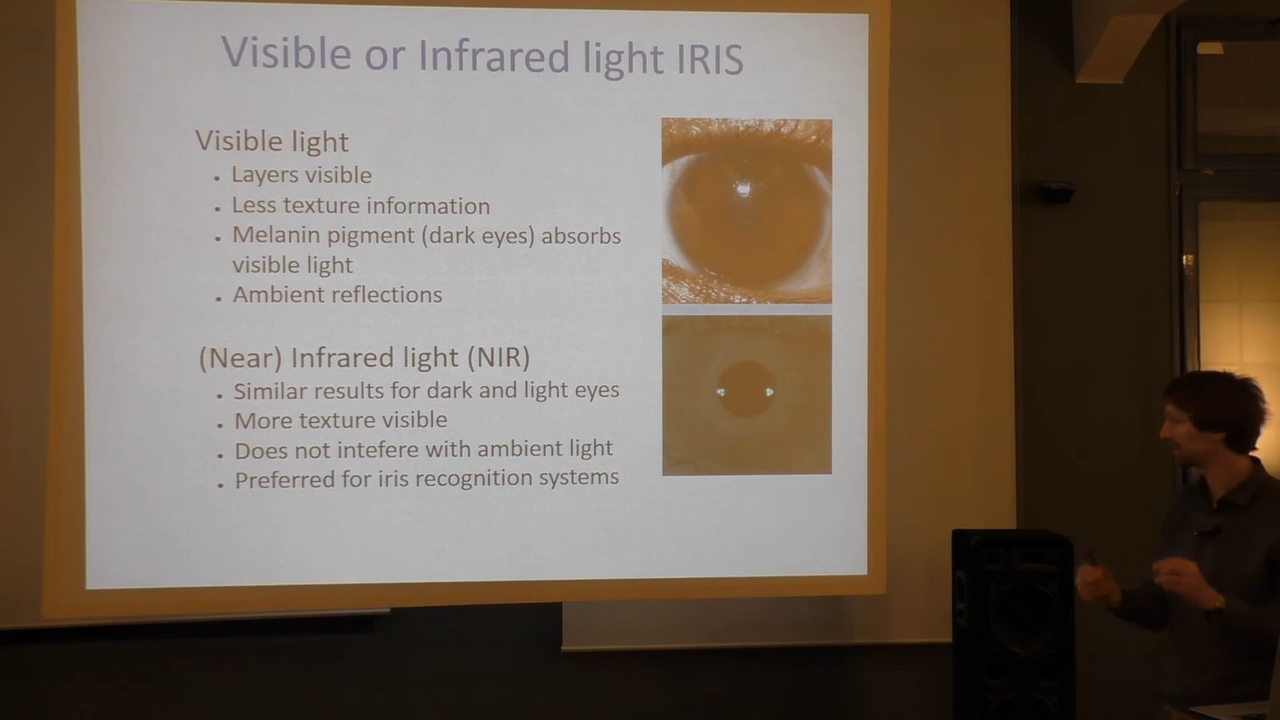 Visible or Infrared light IRIS
Visible light
• Layers visible
• Less texture information
• Melanin pigment (dark eyes) absorbs
visible light
• Ambient reflections
(Near) Infrared light (NIR)
• Similar results for dark and light eyes
• More texture visible
• Does not intefere with ambient light
• Preferred for iris recognition systems